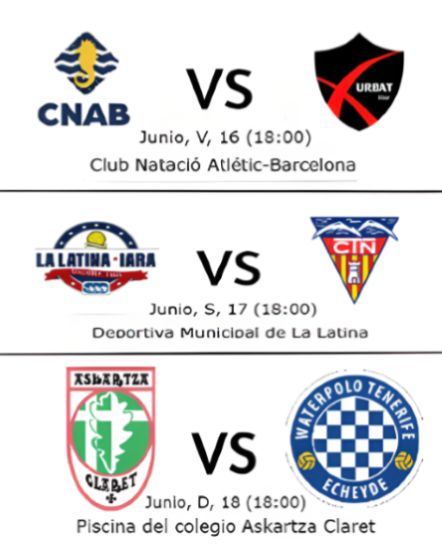 CNAB
VS
URBAT
Junio, V, 16 (18:00)
Club Natació Atlétic-Barcelona
LA LATINA · IARA
VS
CTN
Junio, S, 17 (18:00)
Deportiva Municipal de La Latina
ASKARTZA
CLARET
VS
WATERPOLO TENERIFE
ECHEYDE
Junio, D, 18 (18:00)
Piscina del colegio Askartza Claret